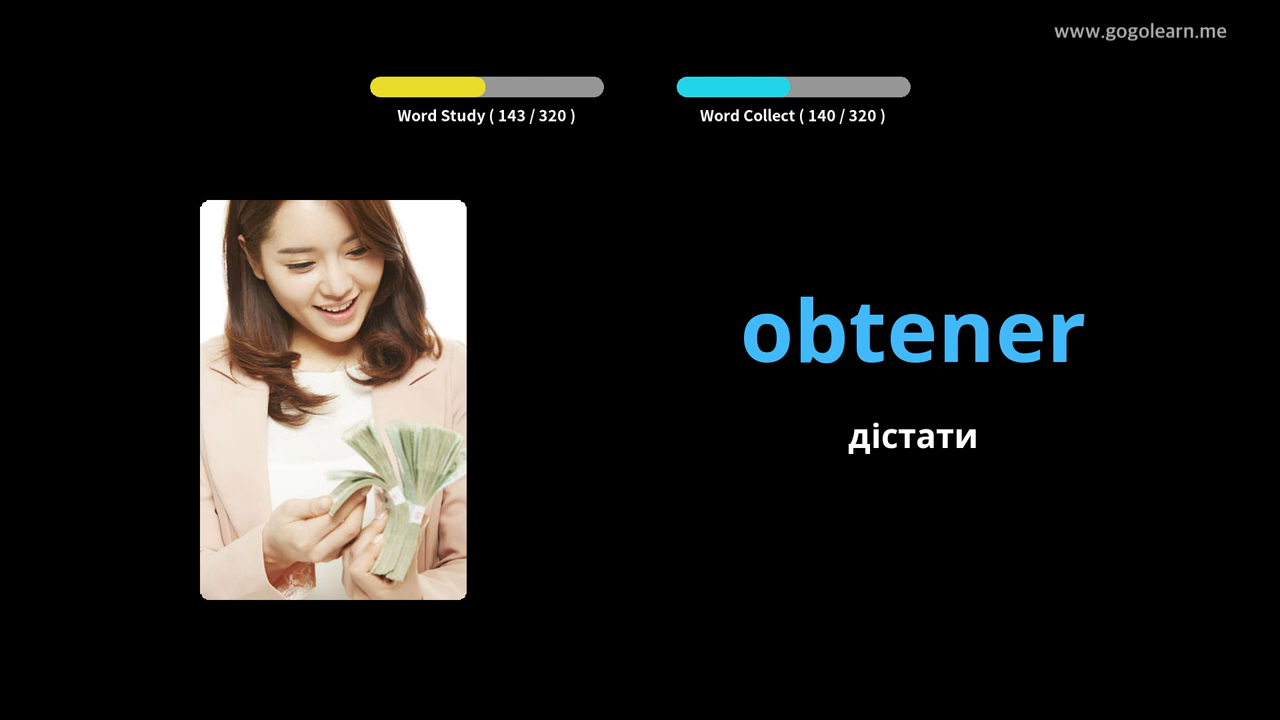 www.gogolearn.me
Word Study ( 143 / 320 )
Word Collect ( 140 / 320 )
obtener
дістати